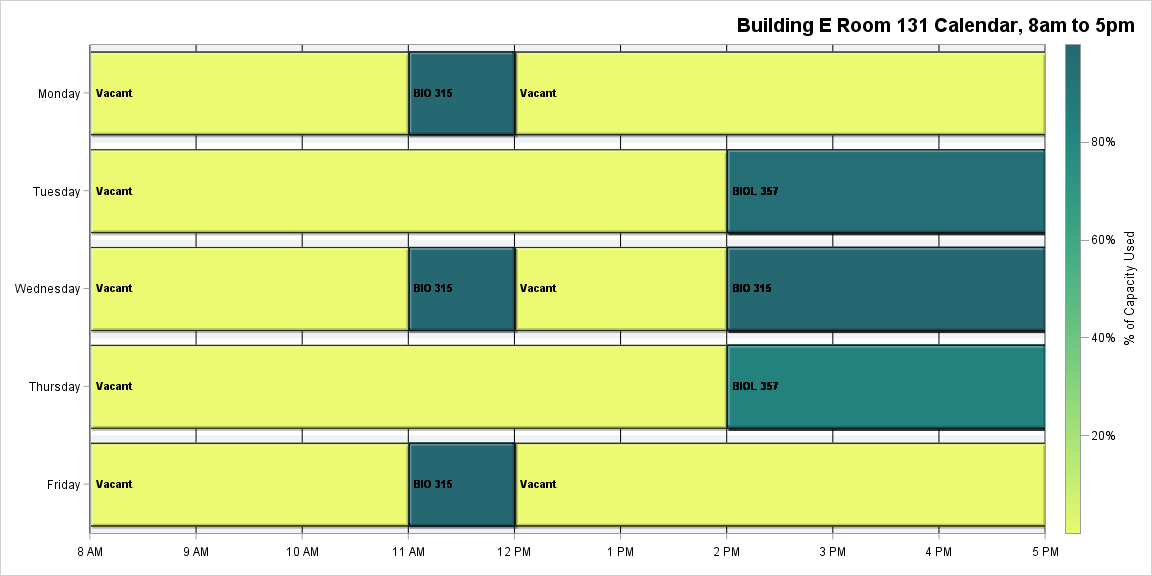 Building E Room 131 Calendar, 8am to 5pm
Monday
Vacant
BIO 315
Vacant
Tuesday
Vacant
BIOL 357
Wednesday
Vacant
BIO 315
Vacant
BIO 315
Thursday
Vacant
BIOL 357
Friday
Vacant
BIO 315
Vacant
8 AM
9 AM
10 AM
11 AM
12 PM
1 PM
2 PM
3 PM
4 PM
5 PM
80%
60%
40%
20%
% of Capacity Used